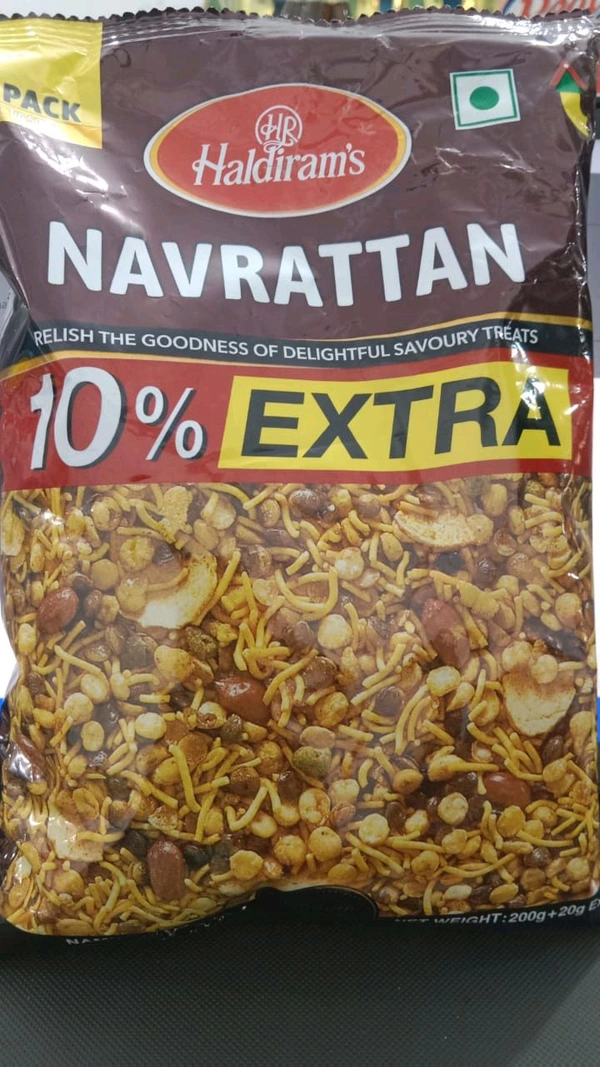 PACK
HR
Haldiram's
NAVRATTAN
RELISH THE GOODNESS OF DELIGHTFUL SAVOURY TREATS
10% EXTRA
NET WEIGHT: 200g+20g